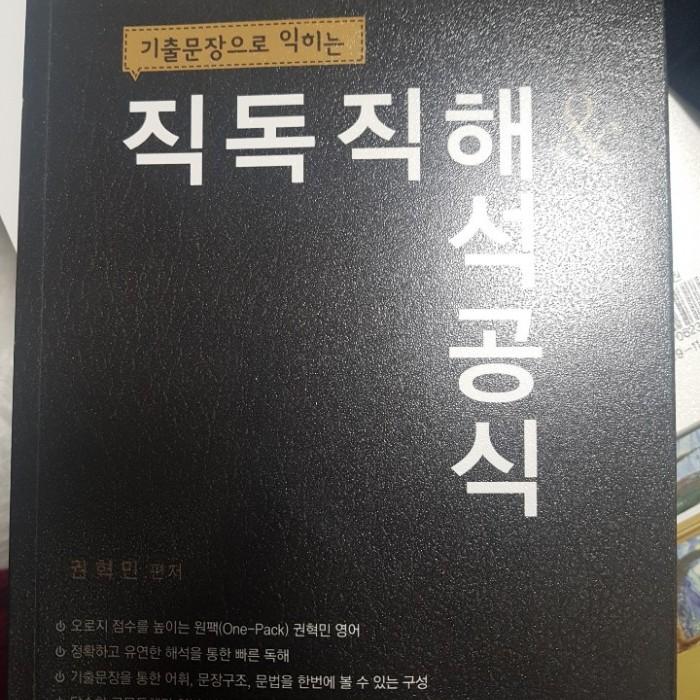 기출문장으로 익히는
직독직해 &
석
공
식
권혁민 편저
오로지 점수를 높이는 원팩(One-Pack) 권혁민 영어
정확하고 유연한 해석을 통한 빠른 독해
기출문장을 통한 어휘, 문장구조, 문법을 한번에 볼 수 있는 구성